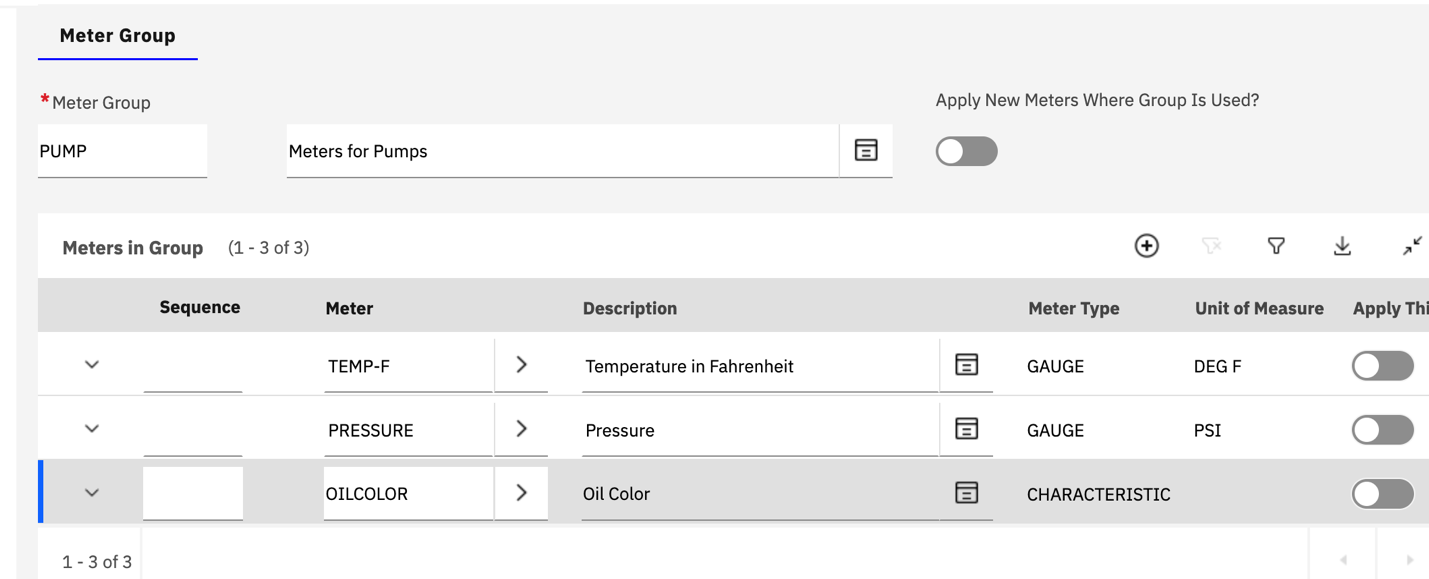 Meter Group
* Meter Group
Apply New Meters Where Group Is Used?
PUMP
Meters for Pumps
Meters in Group (1 - 3 of 3)
Sequence Meter Description Meter Type Unit of Measure Apply Thi
TEMP-F Temperature in Fahrenheit GAUGE DEG F
PRESSURE Pressure GAUGE PSI
OILCOLOR Oil Color CHARACTERISTIC
1 - 3 of 3